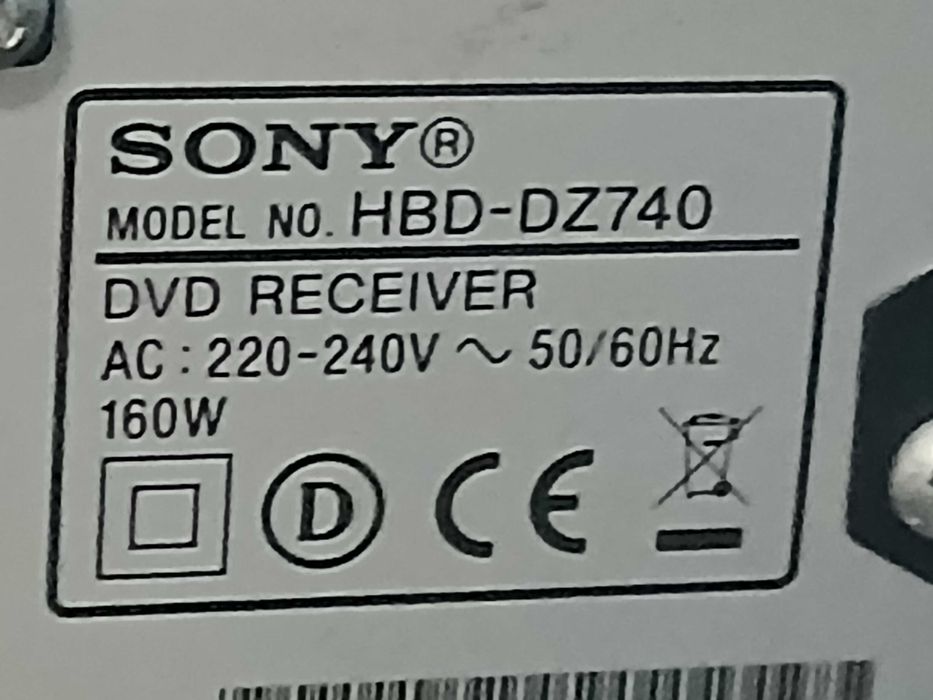 SONY®
MODEL NO. HBD-DZ740
DVD RECEIVER
AC : 220-240V ~ 50/60Hz
160W
D CE